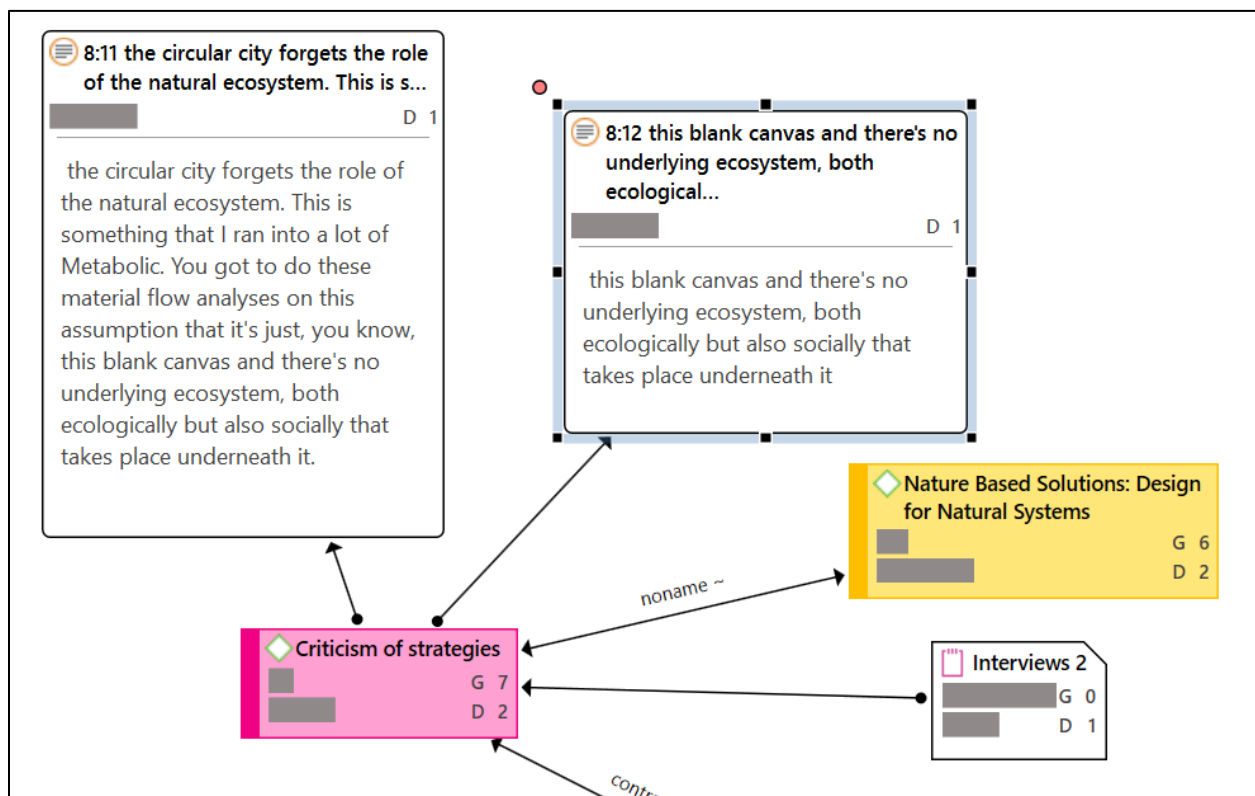 8:11 the circular city forgets the role
of the natural ecosystem. This is s...
D 1
the circular city forgets the role of
the natural ecosystem. This is
something that I ran into a lot of
Metabolic. You got to do these
material flow analyses on this
assumption that it's just, you know,
this blank canvas and there's no
underlying ecosystem, both
ecologically but also socially that
takes place underneath it.
8:12 this blank canvas and there's no
underlying ecosystem, both
ecological...
D 1
this blank canvas and there's no
underlying ecosystem, both
ecologically but also socially that
takes place underneath it
Nature Based Solutions: Design
for Natural Systems
G 6
D 2
noname ~
Criticism of strategies
G 7
D 2
Interviews 2
G 0
D 1